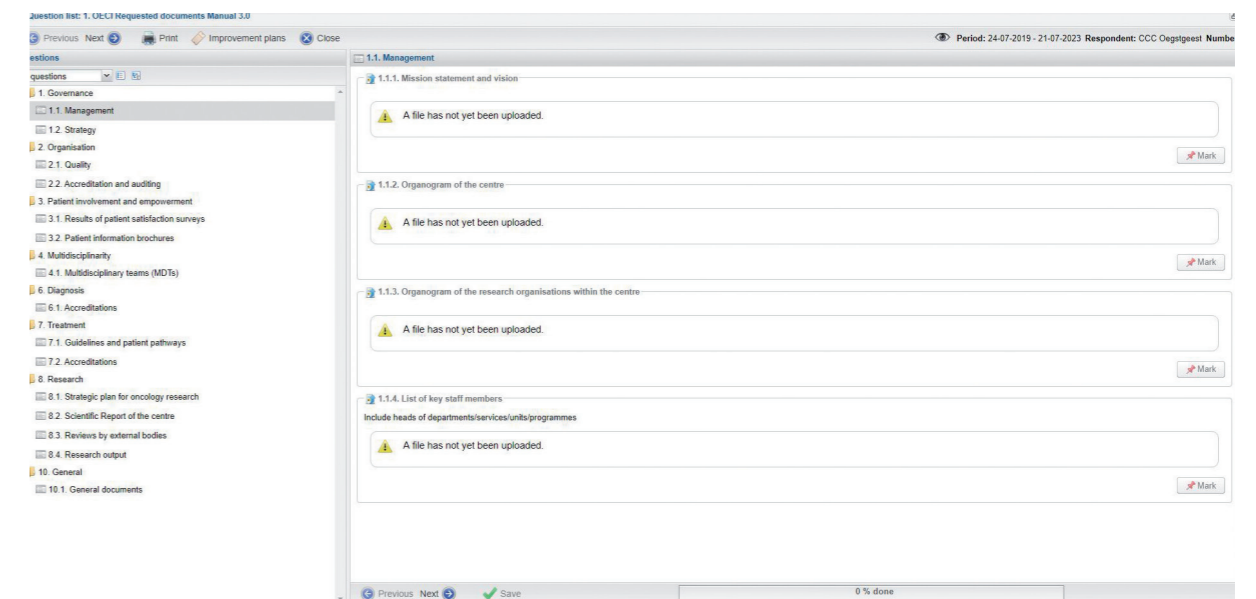 Question list: 1. OECI Requested documents Manual 3.0
Previous Next Print Improvement plans Close
Period: 24-07-2019 - 21-07-2023 Respondent: CCC Oegstgeest Numbe
estions
questions
1. Governance
1.1. Management
1.2. Strategy
2. Organisation
2.1. Quality
2.2. Accreditation and auditing
3. Patient involvement and empowerment
3.1. Results of patient satisfaction surveys
3.2. Patient information brochures
4. Multidisciplinarity
4.1. Multidisciplinary teams (MDTs)
6. Diagnosis
6.1. Accreditations
7. Treatment
7.1. Guidelines and patient pathways
7.2. Accreditations
8. Research
8.1. Strategic plan for oncology research
8.2. Scientific Report of the centre
8.3. Reviews by external bodies
8.4. Research output
10. General
10.1. General documents
1.1. Management
1.1.1. Mission statement and vision
A file has not yet been uploaded.
Mark
1.1.2. Organogram of the centre
A file has not yet been uploaded.
Mark
1.1.3. Organogram of the research organisations within the centre
A file has not yet been uploaded.
Mark
1.1.4. List of key staff members
Include heads of departments/services/units/programmes
A file has not yet been uploaded.
Mark
Previous Next Save
0 % done